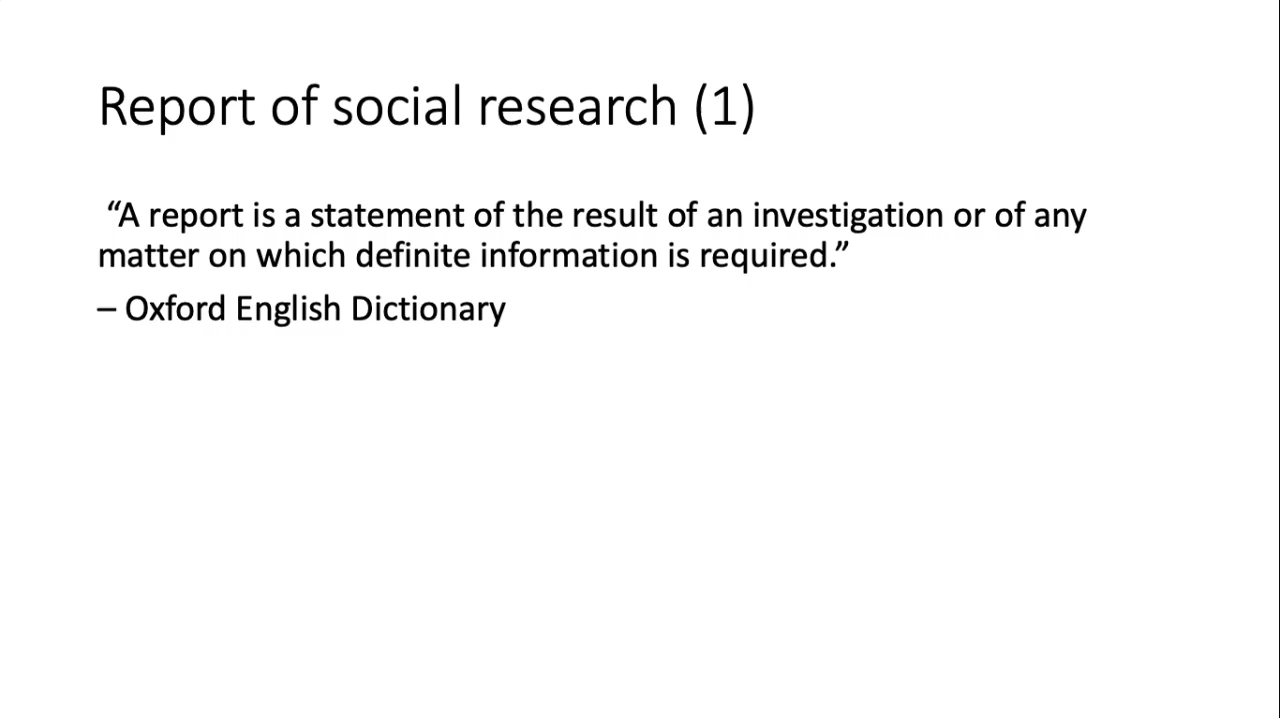 Report of social research (1)
“A report is a statement of the result of an investigation or of any
matter on which definite information is required.”
– Oxford English Dictionary